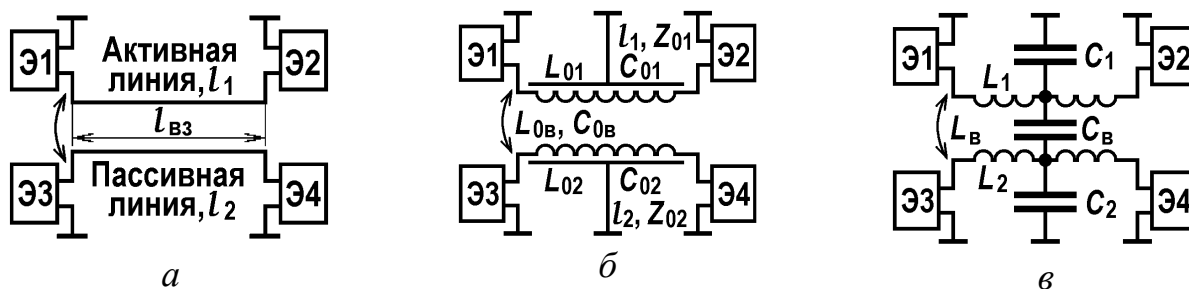 Э1
Активная
линия, l1
Э2
lвз
Э3
Пассивная
линия, l2
Э4
а
Э1
l1, Z01
L01
C01
Э2
L0в, C0в
Э3
L02
C02
l2, Z02
Э4
б
Э1
L1
C1
Э2
Lв
Cв
Э3
L2
C2
Э4
в